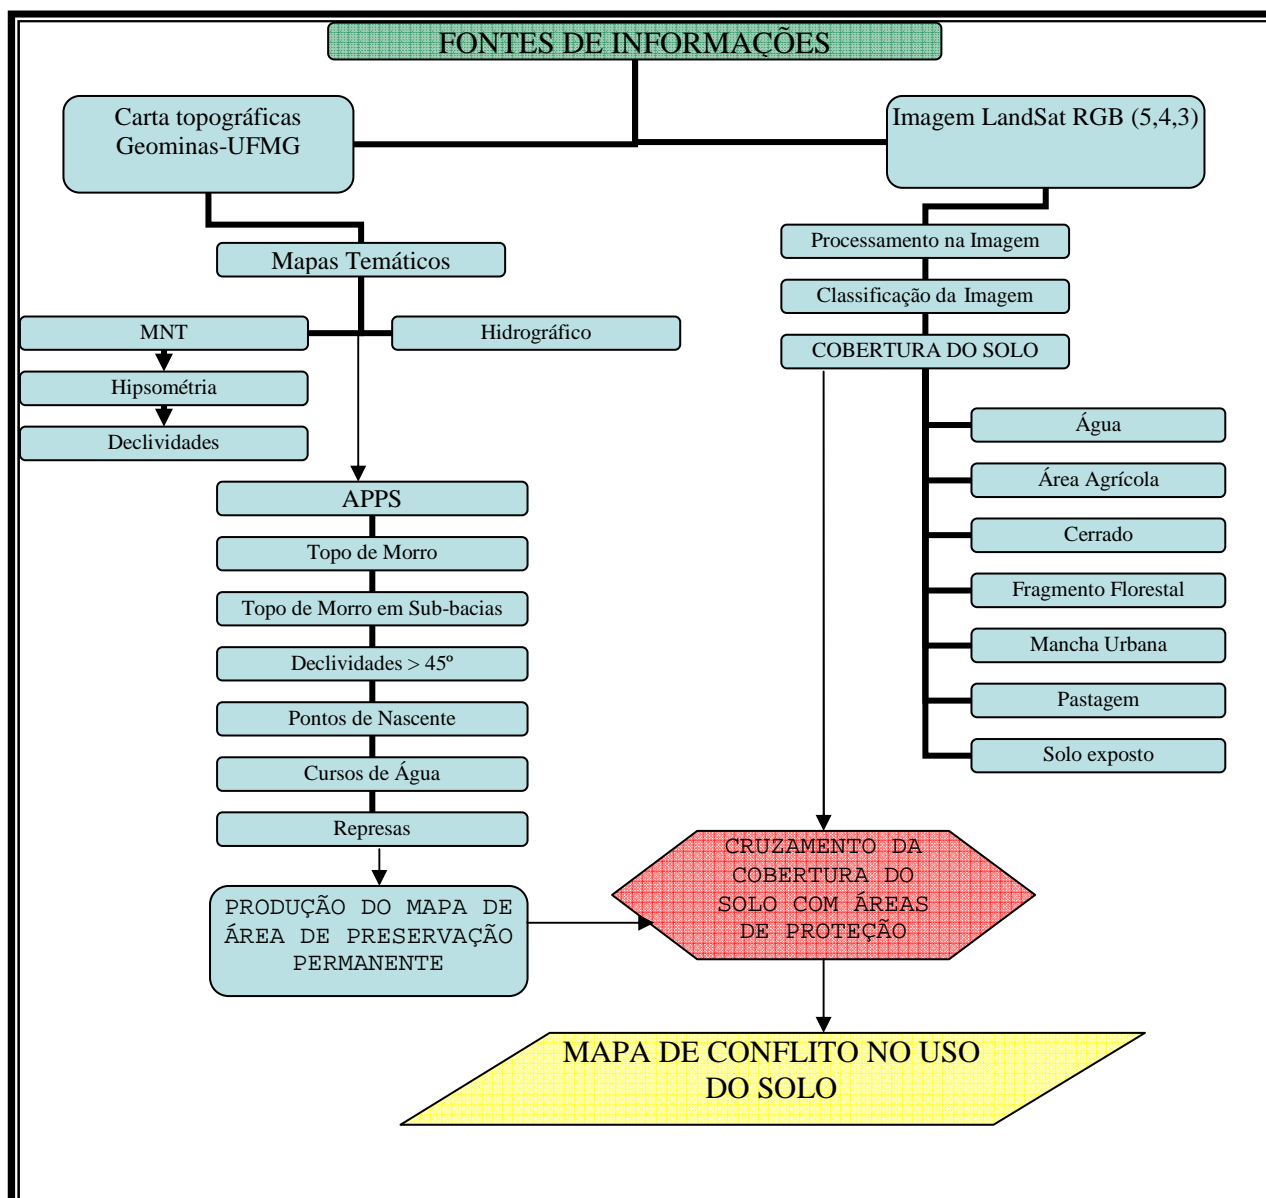 FONTES DE INFORMAÇÕES
Carta topográficas
Geominas-UFMG
Imagem LandSat RGB (5,4,3)
Mapas Temáticos
MNT
Hidrográfico
Hipsométria
Declividades
APPS
Topo de Morro
Topo de Morro em Sub-bacias
Declividades > 45º
Pontos de Nascente
Cursos de Água
Represas
PRODUÇÃO DO MAPA DE
ÁREA DE PRESERVAÇÃO
PERMANENTE
Processamento na Imagem
Classificação da Imagem
COBERTURA DO SOLO
Água
Área Agrícola
Cerrado
Fragmento Florestal
Mancha Urbana
Pastagem
Solo exposto
CRUZAMENTO DA
COBERTURA DO
SOLO COM ÁREAS
DE PROTEÇÃO
MAPA DE CONFLITO NO USO
DO SOLO